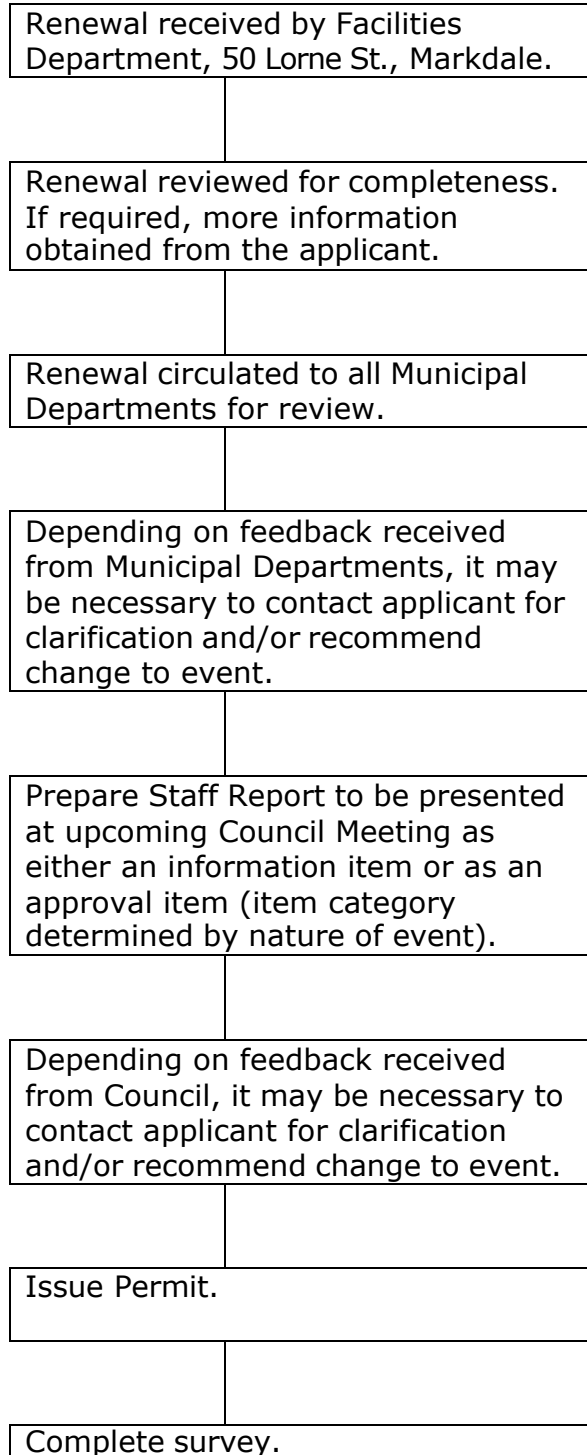 Renewal received by Facilities
Department, 50 Lorne St., Markdale.
Renewal reviewed for completeness.
If required, more information
obtained from the applicant.
Renewal circulated to all Municipal
Departments for review.
Depending on feedback received
from Municipal Departments, it may
be necessary to contact applicant for
clarification and/or recommend
change to event.
Prepare Staff Report to be presented
at upcoming Council Meeting as
either an information item or as an
approval item (item category
determined by nature of event).
Depending on feedback received
from Council, it may be necessary to
contact applicant for clarification
and/or recommend change to event.
Issue Permit.
Complete survey.